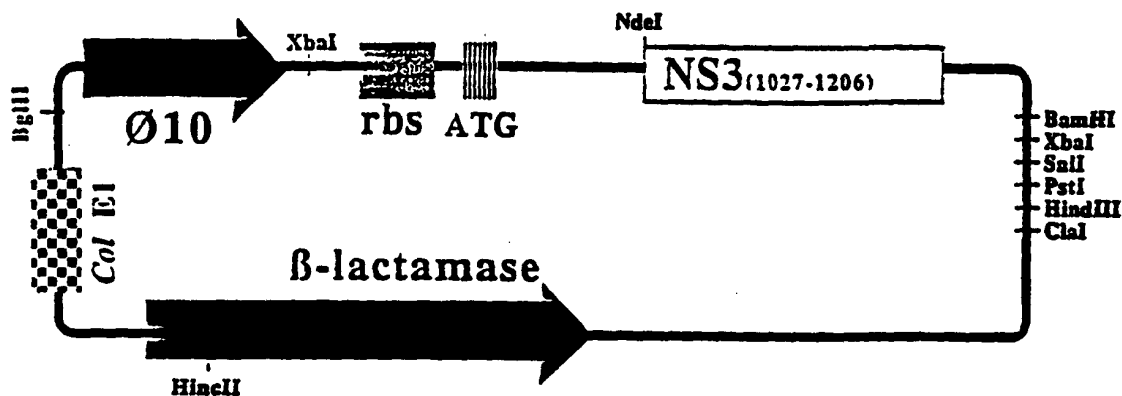 NdeI
XbaI
NS3(1027-1206)
BglII
Ø10
rbs
ATG
BamHI
XbaI
SalI
PstI
HindIII
ClaI
Col E1
ß-lactamase
HincII